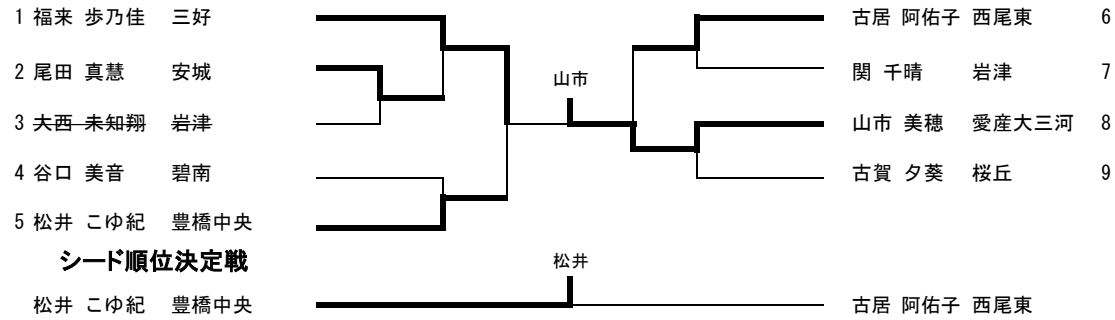 1 福来 歩乃佳 三好 古居 阿佑子 西尾東 6
2 尾田 真慧 安城 関 千晴 岩津 7
山市
3 大西 未知翔 岩津 山市 美穂 愛産大三河 8
4 谷口 美音 碧南 古賀 夕葵 桜丘 9
5 松井 こゆ紀 豊橋中央
シード順位決定戦
松井
松井 こゆ紀 豊橋中央 古居 阿佑子 西尾東